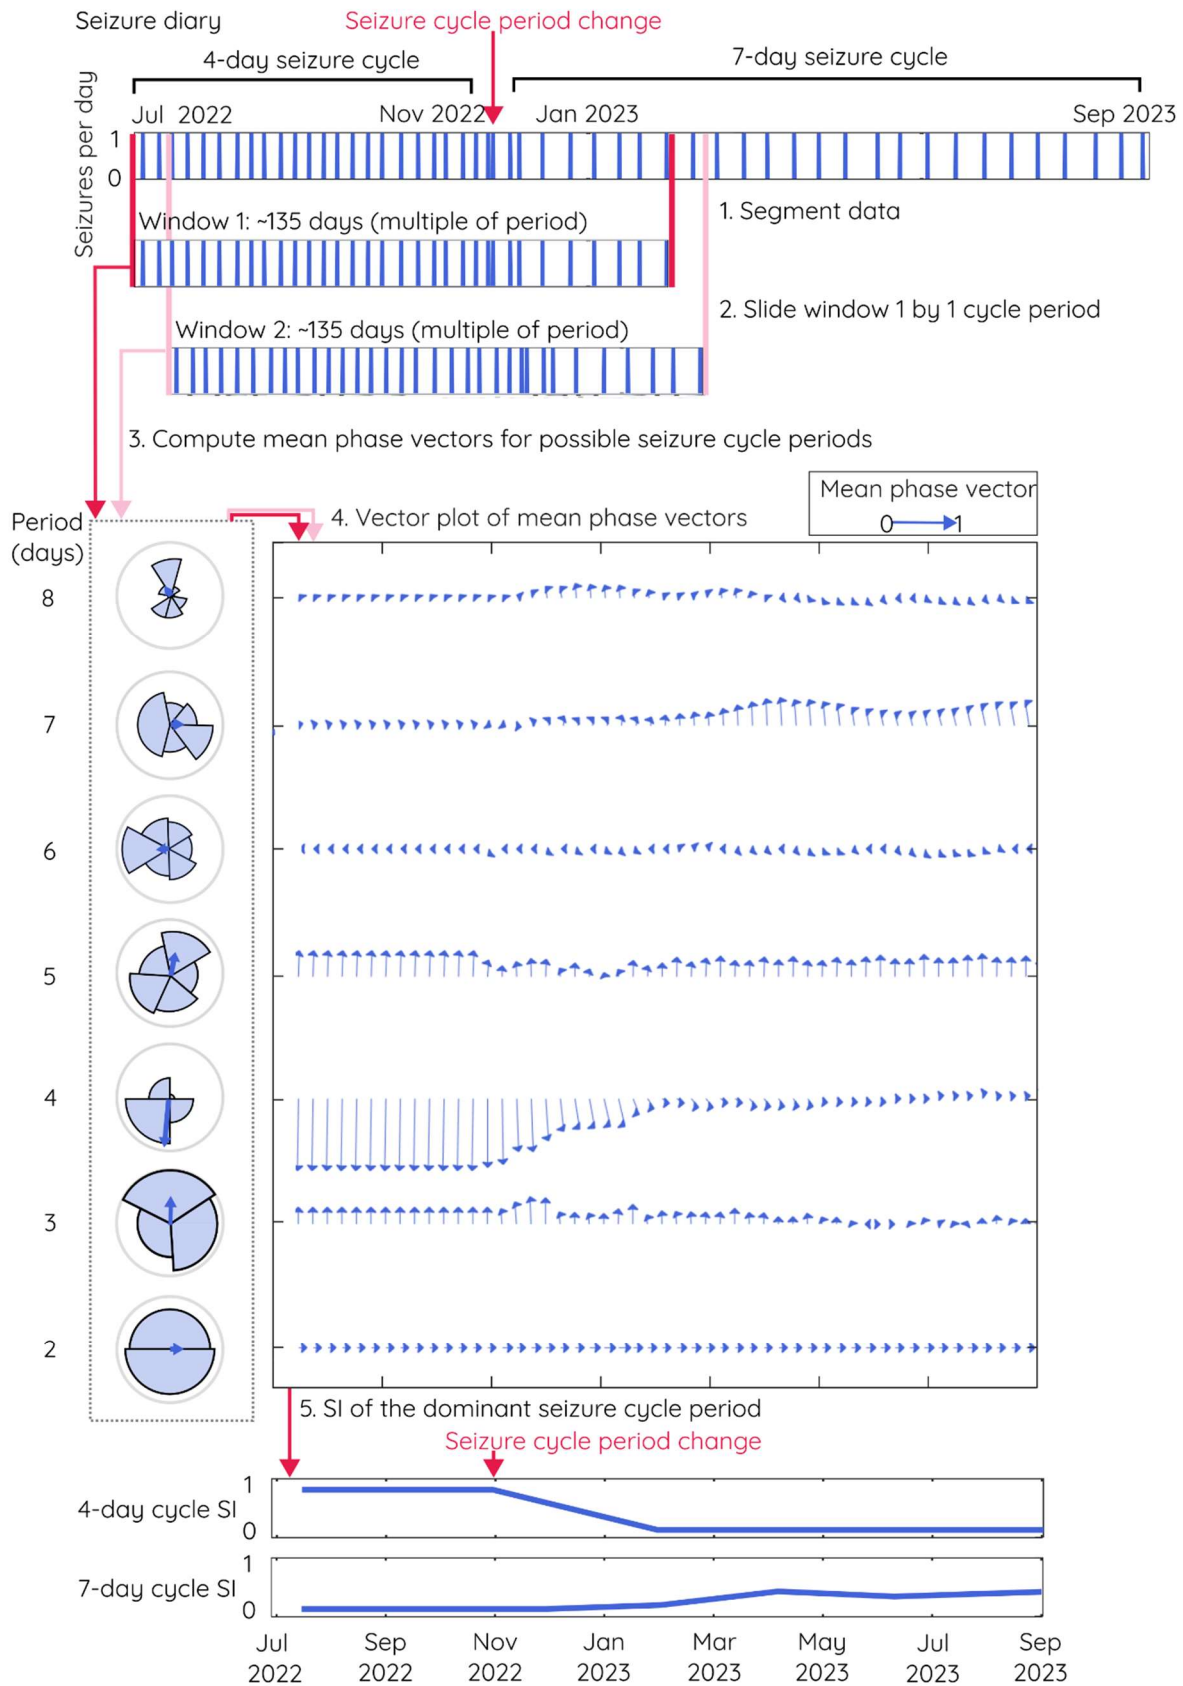 Seizure diary
Seizure cycle period change
4-day seizure cycle
7-day seizure cycle
Jul 2022
Nov 2022
Jan 2023
Sep 2023
Seizures per day
1
0
Window 1: ~135 days (multiple of period)
1. Segment data
2. Slide window 1 by 1 cycle period
Window 2: ~135 days (multiple of period)
3. Compute mean phase vectors for possible seizure cycle periods
Mean phase vector
0 1
4. Vector plot of mean phase vectors
Period
(days)
8
7
6
5
4
3
2
5. SI of the dominant seizure cycle period
Seizure cycle period change
4-day cycle SI
1
0
7-day cycle SI
1
0
Jul Sep Nov Jan Mar May Jul Sep
2022 2022 2022 2023 2023 2023 2023 2023